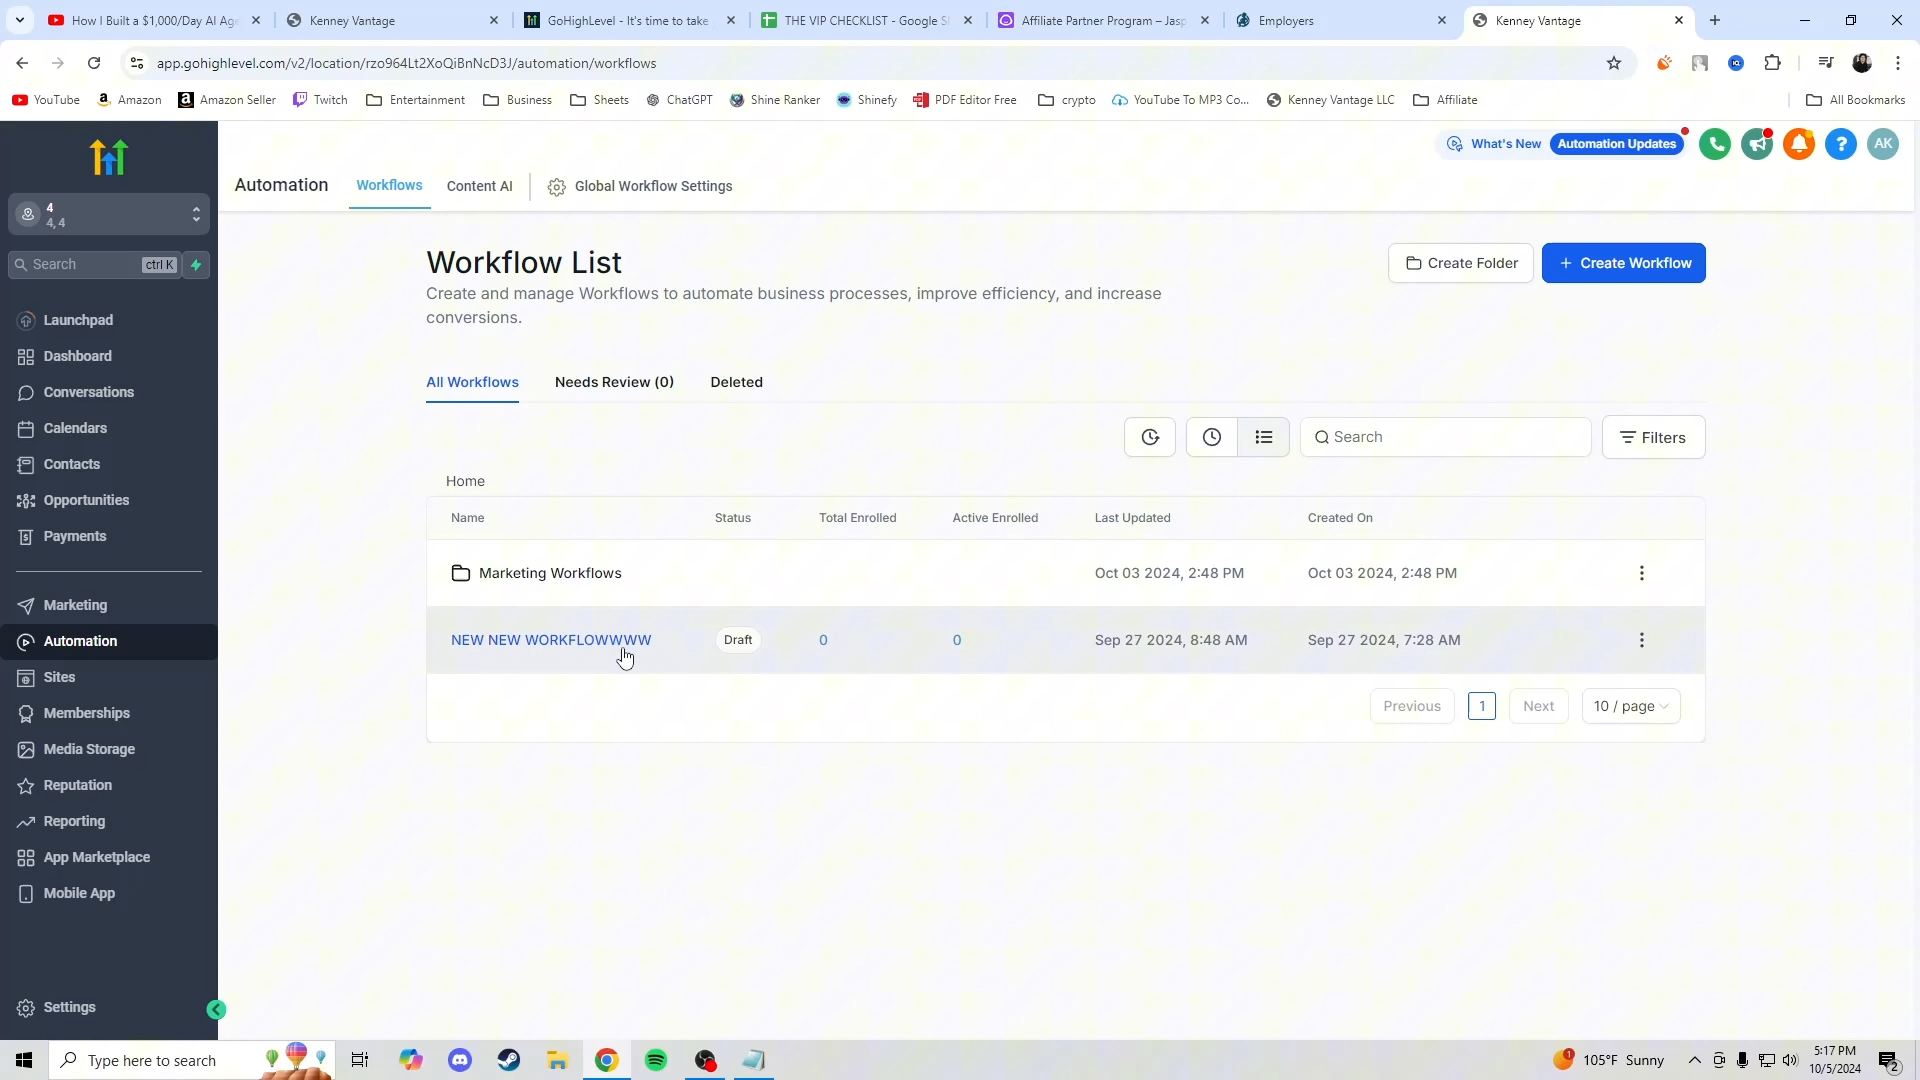 How I Built a $1,000/Day AI Age
Kenney Vantage
GoHighLevel - It's time to take
THE VIP CHECKLIST - Google S
Affiliate Partner Program – Jasp
Employers
Kenney Vantage
app.gohighlevel.com/v2/location/rzo964Lt2XoQiBnNcD3J/automation/workflows
YouTube
Amazon
Amazon Seller
Twitch
Entertainment
Business
Sheets
ChatGPT
Shine Ranker
Shinefy
PDF Editor Free
crypto
YouTube To MP3 Co...
Kenney Vantage LLC
Affiliate
All Bookmarks
What's New
Automation Updates
AK
Automation
Workflows
Content AI
Global Workflow Settings
4
4, 4
Search
ctrl K
Launchpad
Dashboard
Conversations
Calendars
Contacts
Opportunities
Payments
Marketing
Automation
Sites
Memberships
Media Storage
Reputation
Reporting
App Marketplace
Mobile App
Settings
Workflow List
Create and manage Workflows to automate business processes, improve efficiency, and increase
conversions.
Create Folder
+ Create Workflow
All Workflows
Needs Review (0)
Deleted
Search
Filters
Home
Name
Status
Total Enrolled
Active Enrolled
Last Updated
Created On
Marketing Workflows
Oct 03 2024, 2:48 PM
Oct 03 2024, 2:48 PM
NEW NEW WORKFLOWWWW
Draft
0
0
Sep 27 2024, 8:48 AM
Sep 27 2024, 7:28 AM
Previous
1
Next
10 / page
Type here to search
1
105°F Sunny
5:17 PM
10/5/2024
2